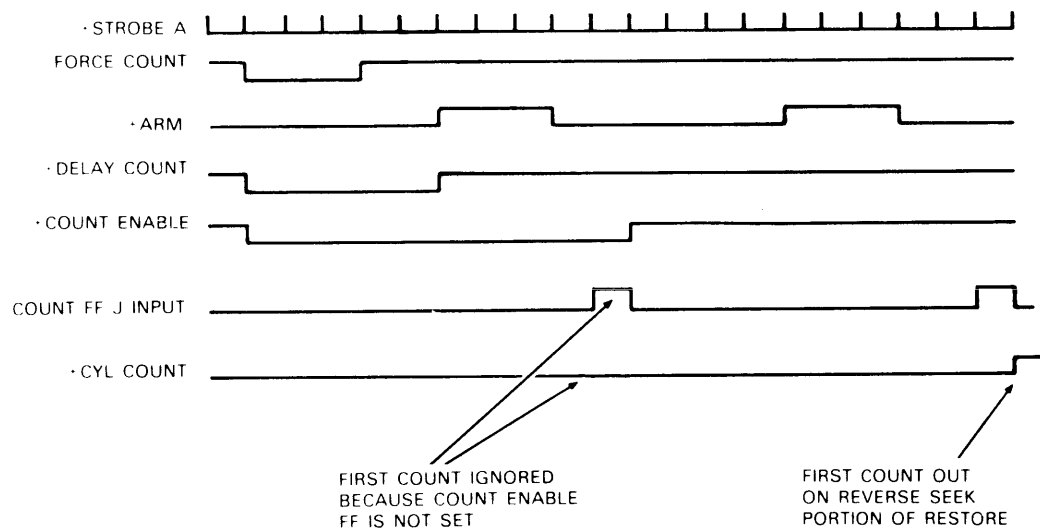 ·STROBE A
FORCE COUNT
+ARM
·DELAY COUNT
+COUNT ENABLE
COUNT FF J INPUT
+CYL COUNT
FIRST COUNT IGNORED
BECAUSE COUNT ENABLE
FF IS NOT SET
FIRST COUNT OUT
ON REVERSE SEEK
PORTION OF RESTORE